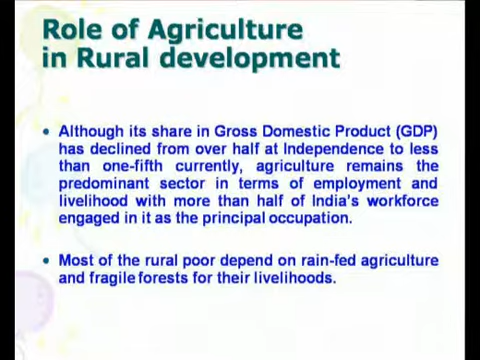 Role of Agriculture
in Rural development
• Although its share in Gross Domestic Product (GDP)
has declined from over half at Independence to less
than one-fifth currently, agriculture remains the
predominant sector in terms of employment and
livelihood with more than half of India's workforce
engaged in it as the principal occupation.
• Most of the rural poor depend on rain-fed agriculture
and fragile forests for their livelihoods.